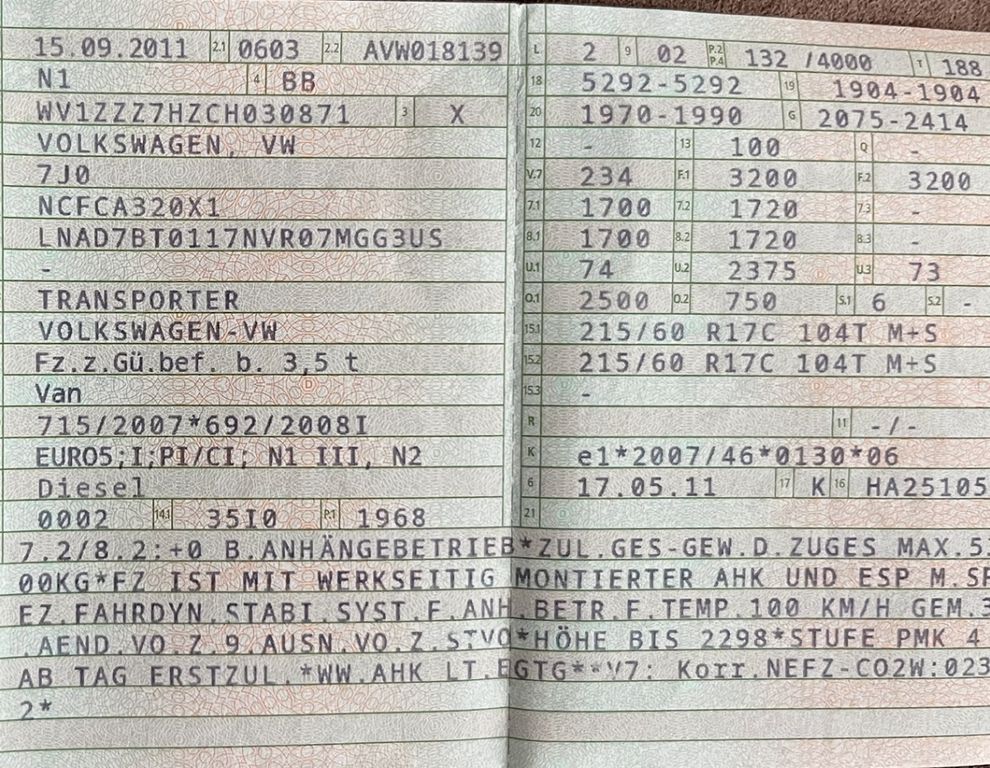 15.09.2011 2.1 0603 2.2 AVW018139
N1 4 BB
WV1ZZZ7HZCH030871 3 X
VOLKSWAGEN, VW
7J0
NCFCA320X1
LNAD7BT0117NVR07MGG3US
-
TRANSPORTER
VOLKSWAGEN-VW
Fz.z.Gü.bef. b. 3,5 t
Van
715/2007*692/2008I
EURO5;I;PI/CI; N1 III, N2
Diesel
0002 14.1 35I0 P.1 1968
L 2 9 02 P.2 P.4 132 /4000 T 188
18 5292-5292 19 1904-1904
20 1970-1990 G 2075-2414
12 - 13 100 Q -
V.7 234 F.1 3200 F.2 3200
7.1 1700 7.2 1720 7.3 -
8.1 1700 8.2 1720 8.3 -
U.1 74 U.2 2375 U.3 73
O.1 2500 O.2 750 S.1 6 S.2 -
15.1 215/60 R17C 104T M+S
15.2 215/60 R17C 104T M+S
15.3 -
R 11 -/-
K e1*2007/46*0130*06
6 17.05.11 17 K 16 HA25105
21
7.2/8.2:+0 B.ANHÄNGEBETRIEB*ZUL.GES-GEW.D.ZUGES MAX.5
00KG*FZ IST MIT WERKSEITIG MONTIERTER AHK UND ESP M.SP
EZ.FAHRDYN.STABI.SYST.F.ANH.BETR.F.TEMP.100 KM/H GEM.3
.AEND.VO.Z.9.AUSN.VO.Z.STVO*HÖHE BIS 2298*STUFE PMK 4
AB TAG ERSTZUL.*WW.AHK LT.EGTG**V7: Korr.NEFZ-CO2W:023
2*